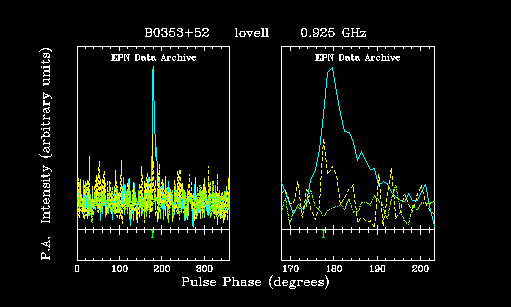 B0353+52 lovell 0.925 GHz
EPN Data Archive EPN Data Archive
P.A. Intensity (arbitrary units)
0 100 200 300 170 180 190 200
Pulse Phase (degrees)